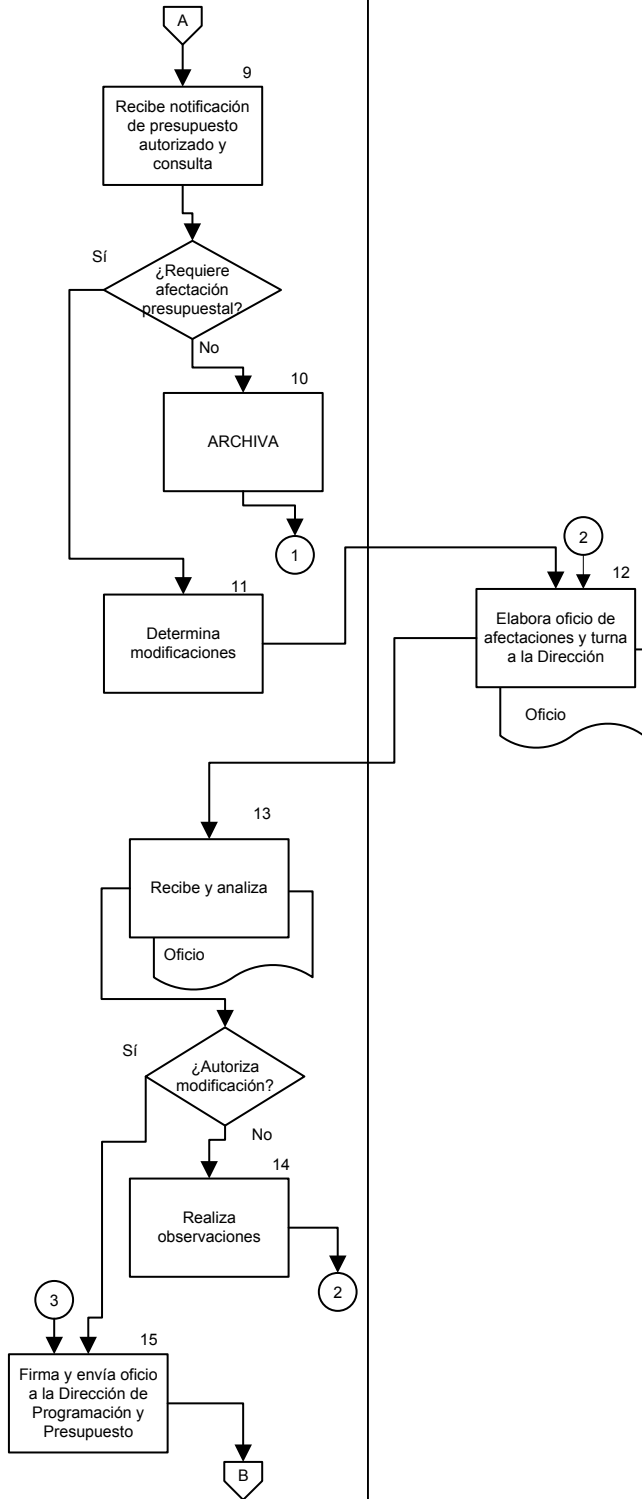 A
9
Recibe notificación
de presupuesto
autorizado y
consulta
Sí
¿Requiere
afectación
presupuestal?
No
10
ARCHIVA
1
2
11
12
Determina
modificaciones
Elabora oficio de
afectaciones y turna
a la Dirección
Oficio
13
Recibe y analiza
Oficio
Sí
¿Autoriza
modificación?
No
14
Realiza
observaciones
2
3
15
Firma y envía oficio
a la Dirección de
Programación y
Presupuesto
B